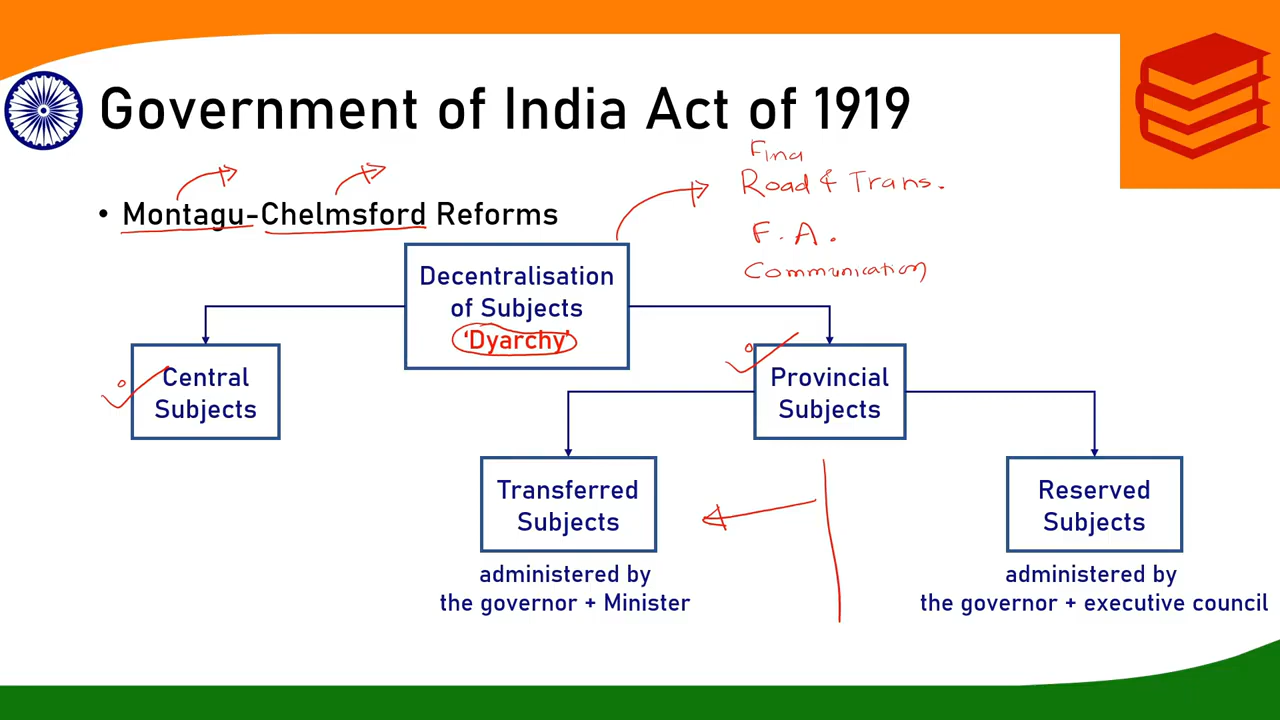 Government of India Act of 1919
Fina
Road & Trans.
• Montagu-Chelmsford Reforms
F. A.
Communication
Decentralisation
of Subjects
'Dyarchy'
Central
Subjects
Provincial
Subjects
Transferred
Subjects
administered by
the governor + Minister
Reserved
Subjects
administered by
the governor + executive council